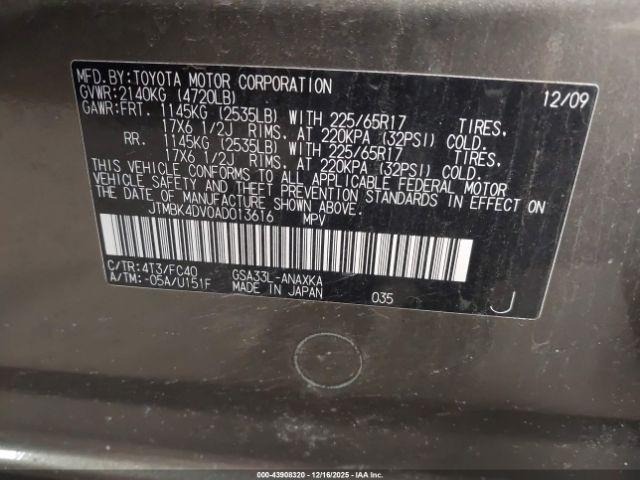 MFD.BY:TOYOTA MOTOR CORPORATION 12/09
GVWR:2140KG (4720LB)
GAWR:FRT. 1145KG (2535LB) WITH 225/65R17 TIRES,
17X6 1/2J RIMS. AT 220KPA (32PSI) COLD.
RR. 1145KG (2535LB) WITH 225/65R17 TIRES,
17X6 1/2J RIMS. AT 220KPA (32PSI) COLD.
THIS VEHICLE CONFORMS TO ALL APPLICABLE FEDERAL MOTOR
VEHICLE SAFETY AND THEFT PREVENTION STANDARDS IN EFFECT ON
THE DATE OF MANUFACTURE SHOWN ABOVE.
JTMBK4DV0AD013616 MPV
C/TR:4T3/FC40 GSA33L-ANAXKA
A/TM:-05A/U151F MADE IN JAPAN 035 J
000-43908320 - 12/16/2025 - IAA Inc.